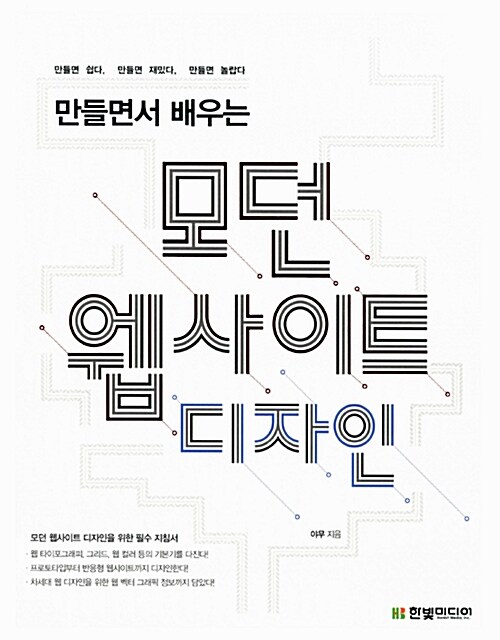 만들면 쉽다, 만들면 재밌다, 만들면 놀랍다
만들면서 배우는
모던
웹사이트
디자인
모던 웹사이트 디자인을 위한 필수 지침서
야무 지음
· 웹 타이포그래피, 그리드, 웹 컬러 등의 기본기를 다진다!
· 프로토타입부터 반응형 웹사이트까지 디자인한다!
· 차세대 웹 디자인을 위한 웹 벡터 그래픽 정보까지 담았다!
HB 한빛미디어
Hanbit Media, Inc.